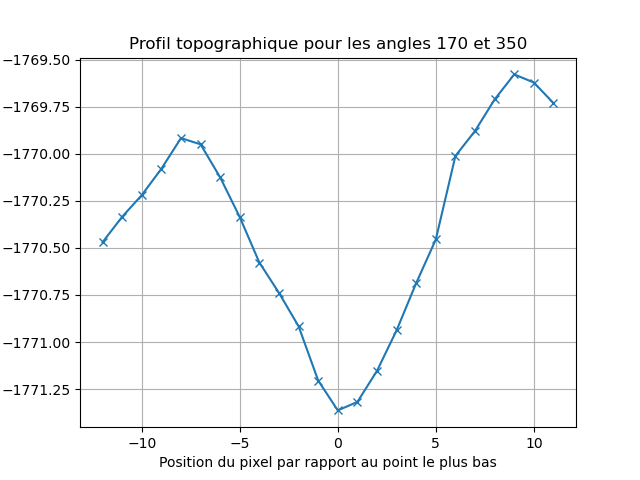 Profil topographique pour les angles 170 et 350
−1769.50
−1769.75
−1770.00
−1770.25
−1770.50
−1770.75
−1771.00
−1771.25
−10 −5 0 5 10
Position du pixel par rapport au point le plus bas